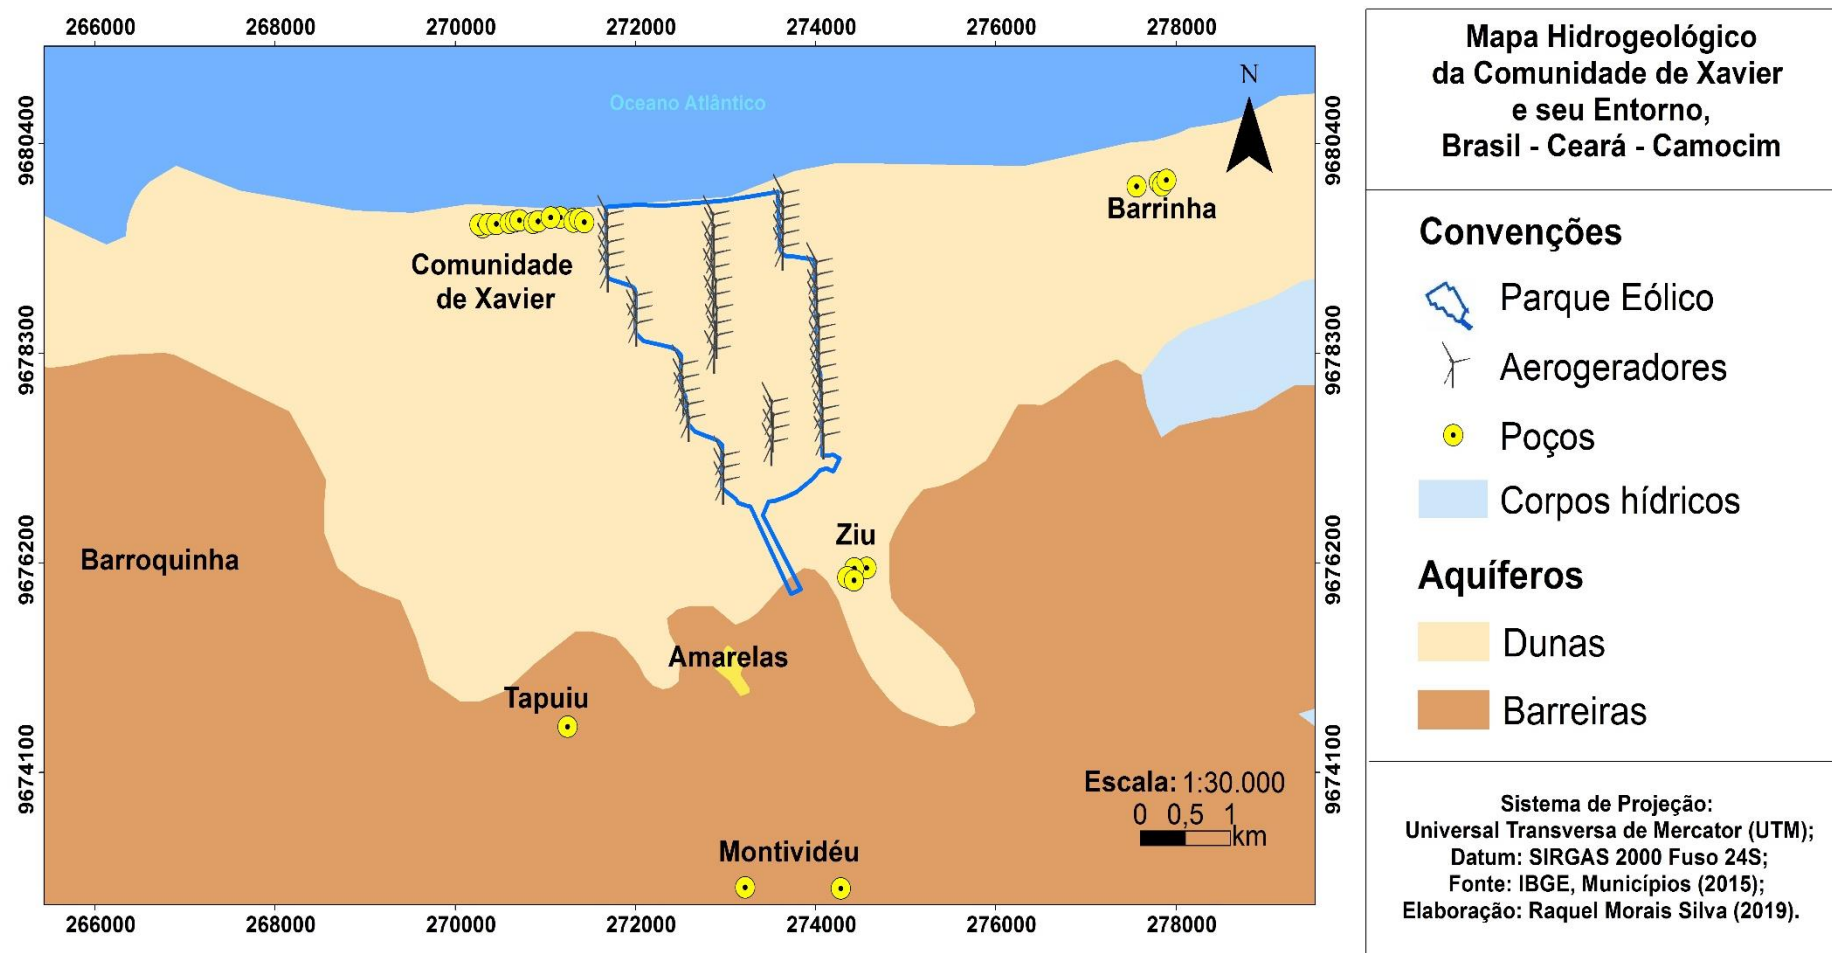 266000 268000 270000 272000 274000 276000 278000
Mapa Hidrogeológico
da Comunidade de Xavier
e seu Entorno,
Brasil - Ceará - Camocim
N
Oceano Atlântico
9680400 9680400
Barrinha
Comunidade
de Xavier
9678300 9678300
Ziu
9676200 9676200
Barroquinha
Amarelas
Tapuiu
9674100 9674100
Escala: 1:30.000
0 0,5 1
km
Montividéu
266000 268000 270000 272000 274000 276000 278000
Convenções
Parque Eólico
Aerogeradores
Poços
Corpos hídricos
Aquíferos
Dunas
Barreiras
Sistema de Projeção:
Universal Transversa de Mercator (UTM);
Datum: SIRGAS 2000 Fuso 24S;
Fonte: IBGE, Municípios (2015);
Elaboração: Raquel Morais Silva (2019).